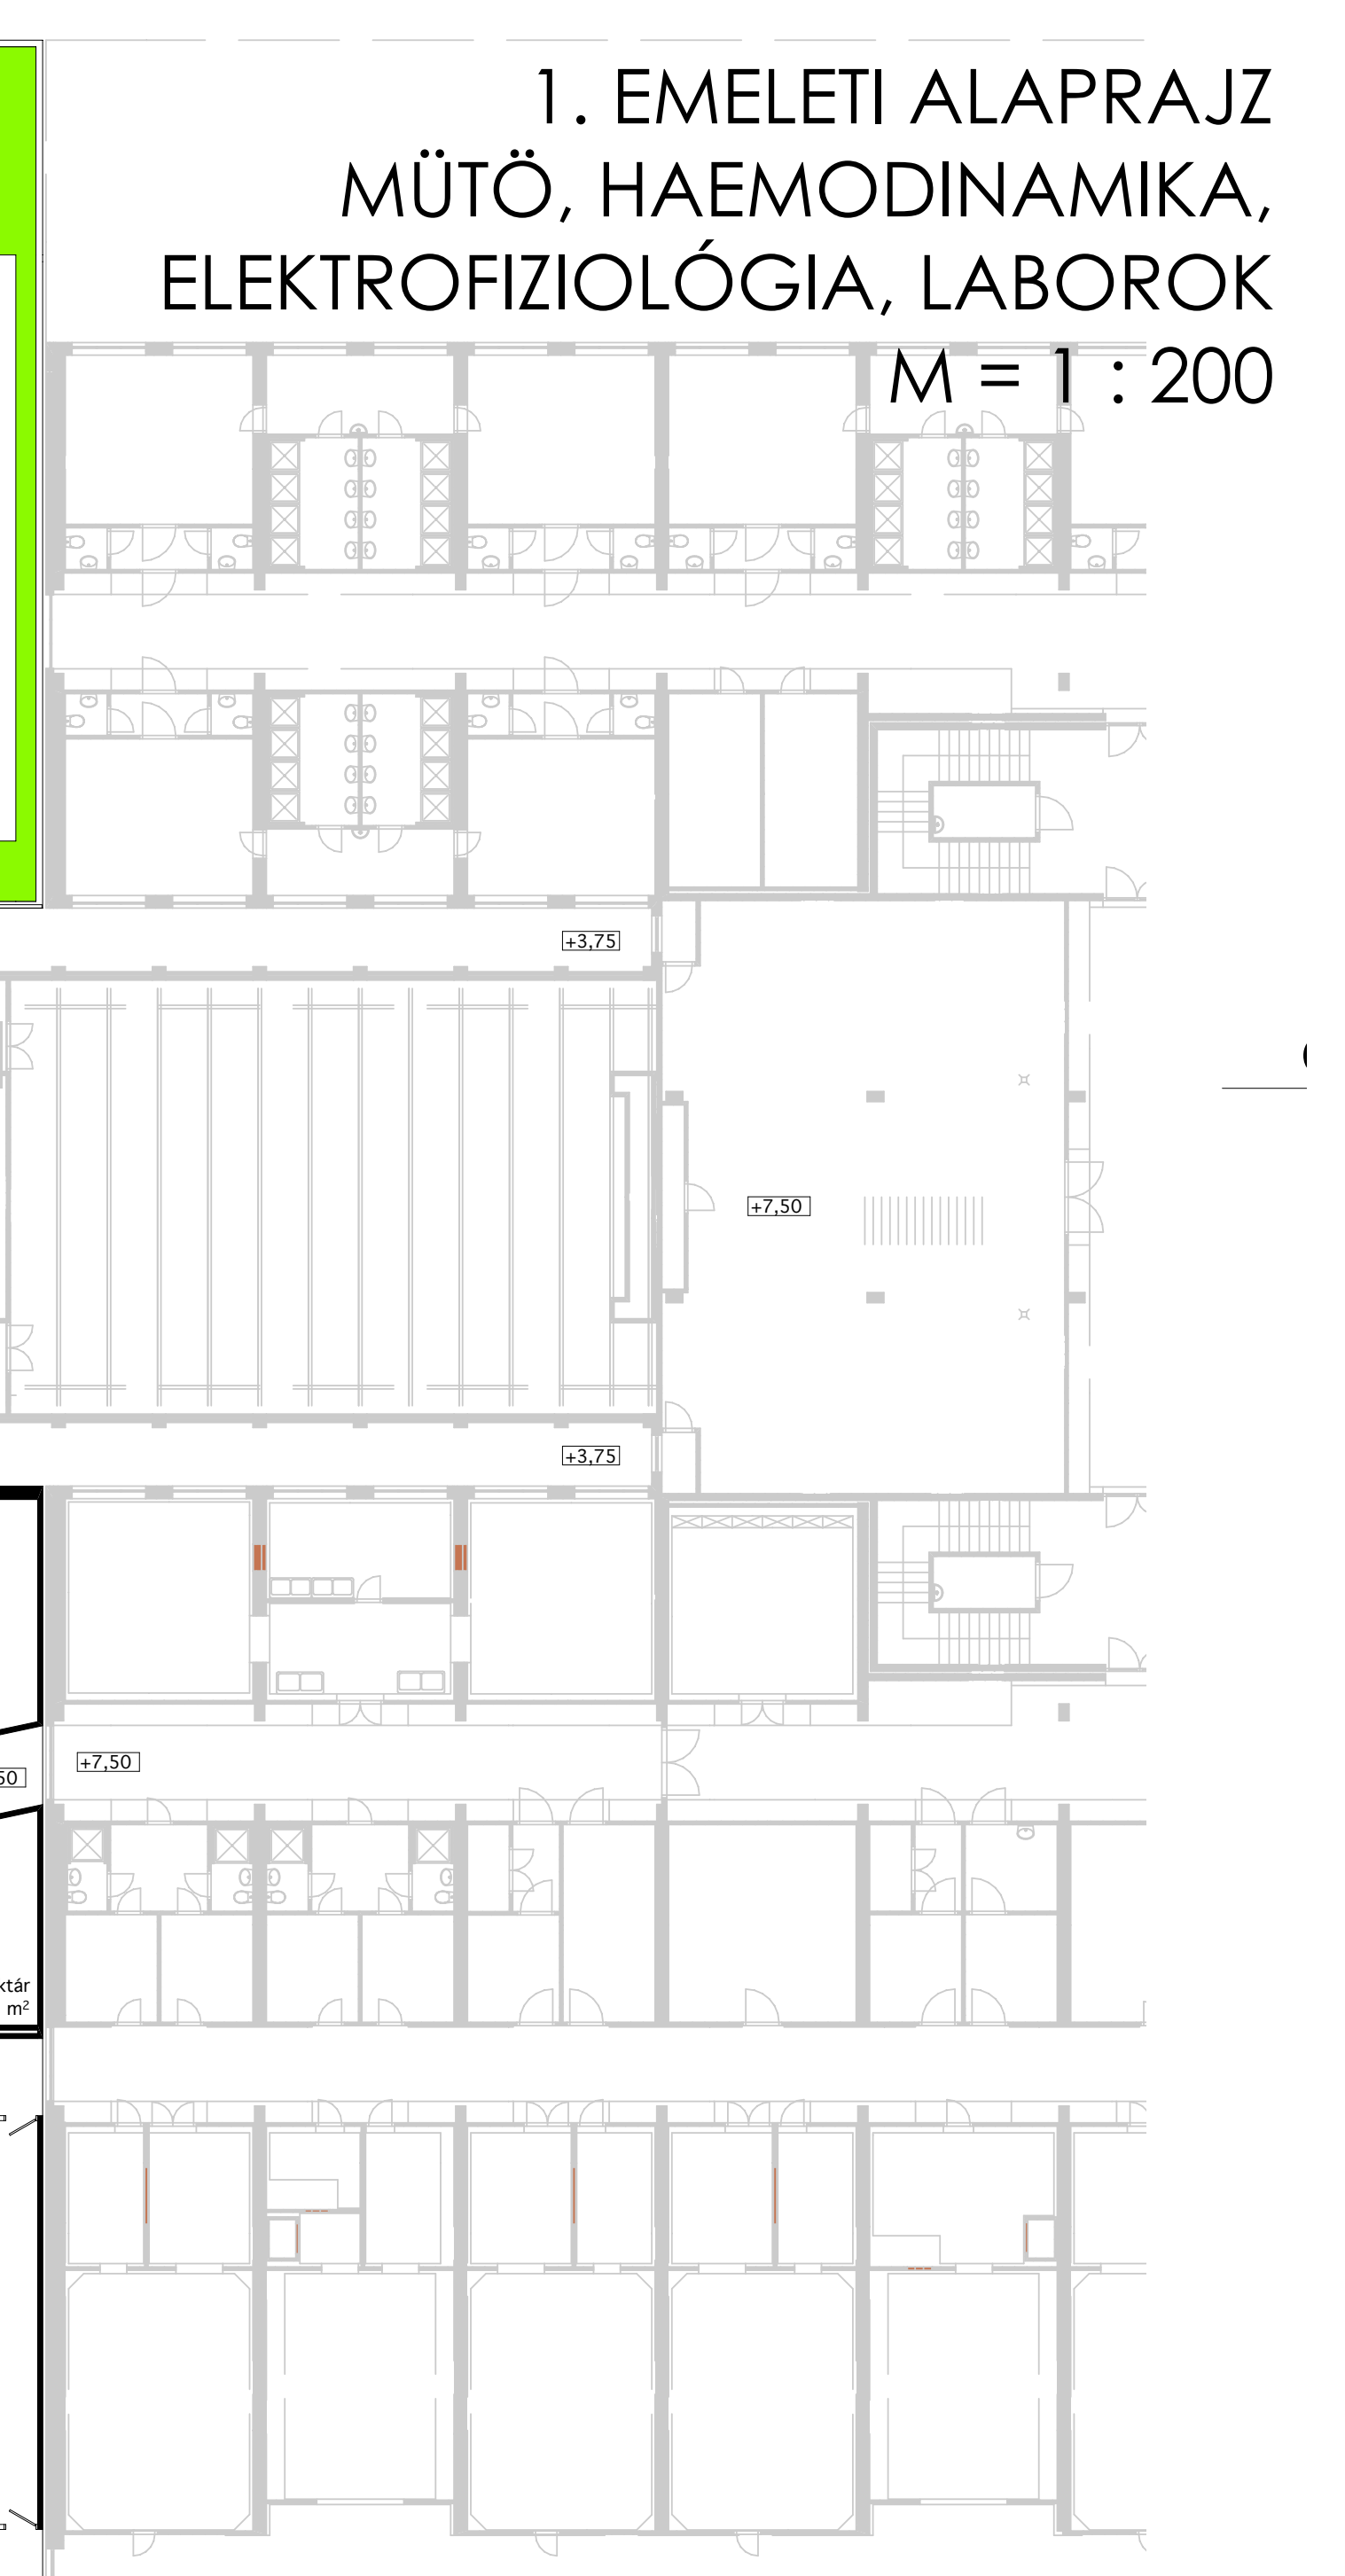 1. EMELETI ALAPRAJZ
MÜTÖ, HAEMODINAMIKA,
ELEKTROFIZIOLÓGIA, LABOROK
M = 1 : 200
+3,75
+7,50
+3,75
+7,50
50
ktár
m²